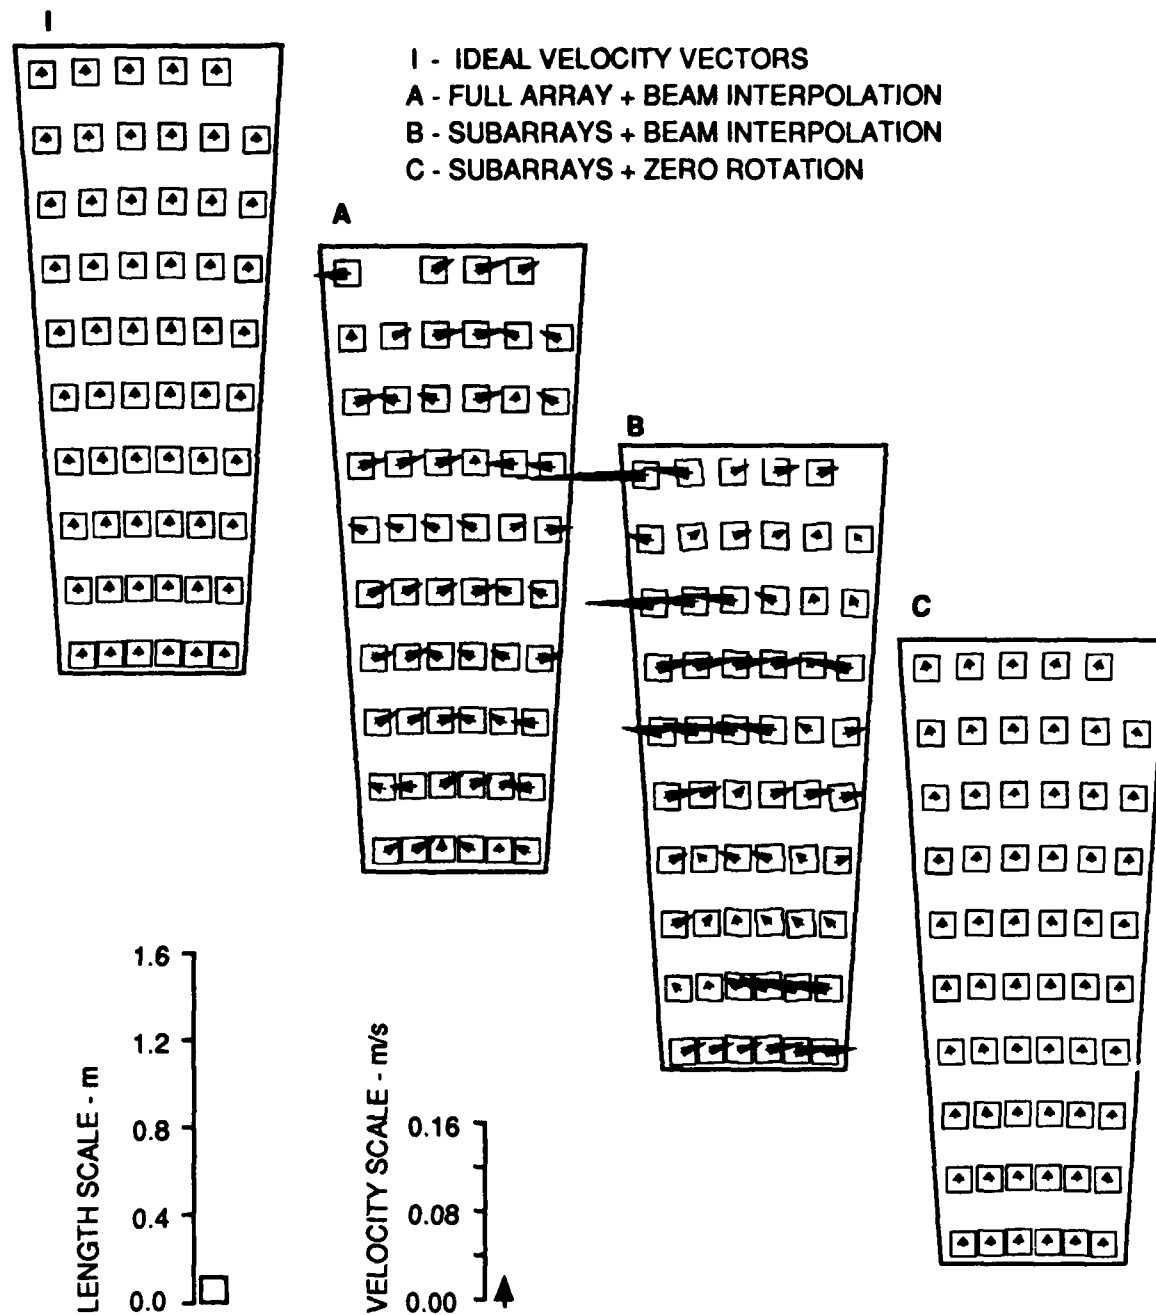 I
I - IDEAL VELOCITY VECTORS
A - FULL ARRAY + BEAM INTERPOLATION
B - SUBARRAYS + BEAM INTERPOLATION
C - SUBARRAYS + ZERO ROTATION
A
B
C
LENGTH SCALE - m
1.6
1.2
0.8
0.4
0.0
VELOCITY SCALE - m/s
0.16
0.08
0.00